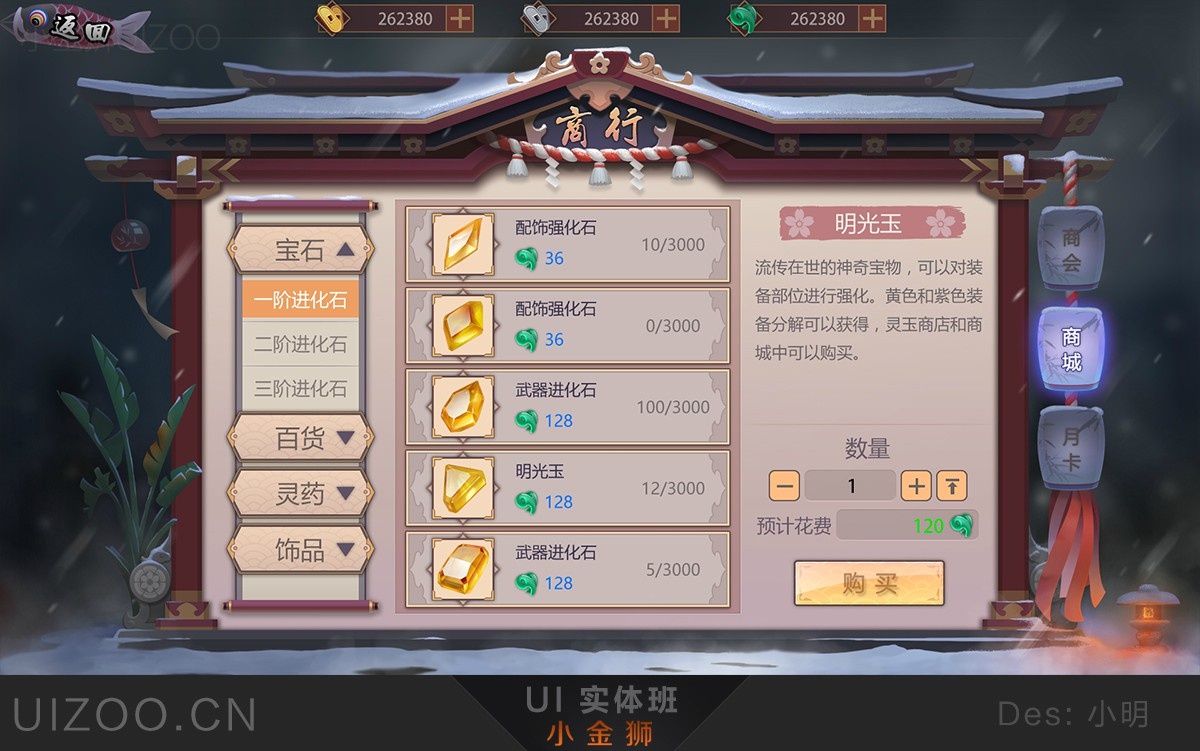 返回
UIZOO
262380
262380
262380
商行
宝石
一阶进化石
二阶进化石
三阶进化石
百货
灵药
饰品
配饰强化石
36
10/3000
配饰强化石
36
0/3000
武器进化石
128
100/3000
明光玉
128
12/3000
武器进化石
128
5/3000
明光玉
流传在世的神奇宝物，可以对装
备部位进行强化。黄色和紫色装
备分解可以获得，灵玉商店和商
城中可以购买。
数量
1
预计花费
120
购买
商会
商城
月卡
UIZOO.CN
UI 实体班
小金狮
Des: 小明